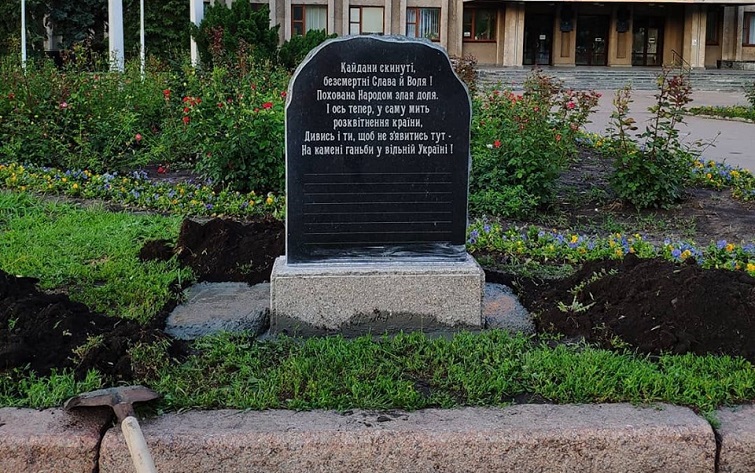 Кайдани скинуті,
безсмертні Слава й Воля !
Похована Народом злая доля.
І ось тепер, у саму мить
розквітнення країни,
Дивись і ти, щоб не з'явитись тут -
На камені ганьби у вільній Україні !